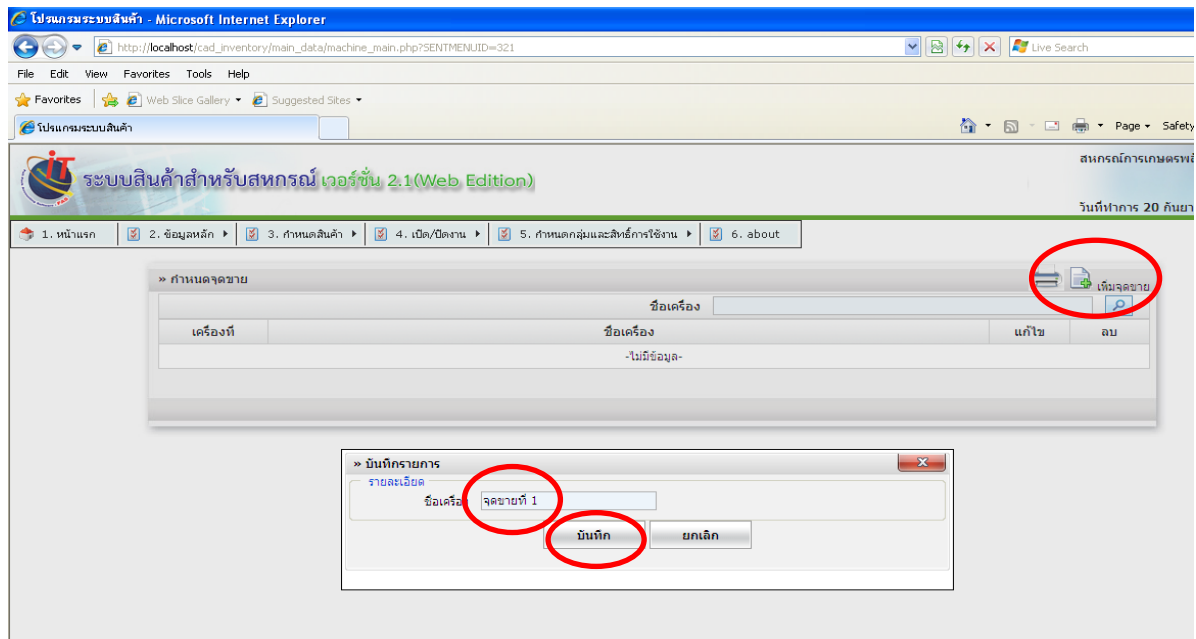 โปรแกรมระบบสินค้า - Microsoft Internet Explorer
http://localhost/cad_inventory/main_data/machine_main.php?SENTMENUID=321
Live Search
File Edit View Favorites Tools Help
Favorites Web Slice Gallery Suggested Sites
โปรแกรมระบบสินค้า Page Safety
สหกรณ์การเกษตรพลั
ระบบสินค้าสำหรับสหกรณ์ เวอร์ชั่น 2.1(Web Edition)
วันที่ทำการ 20 กันยา
1. หน้าแรก 2. ข้อมูลหลัก 3. กำหนดสินค้า 4. เปิด/ปิดงาน 5. กำหนดกลุ่มและสิทธิ์การใช้งาน 6. about
» กำหนดจุดขาย เพิ่มจุดขาย
ชื่อเครื่อง
เครื่องที่ ชื่อเครื่อง แก้ไข ลบ
-ไม่มีข้อมูล-
» บันทึกรายการ
รายละเอียด
ชื่อเครื่อง จุดขายที่ 1
บันทึก ยกเลิก